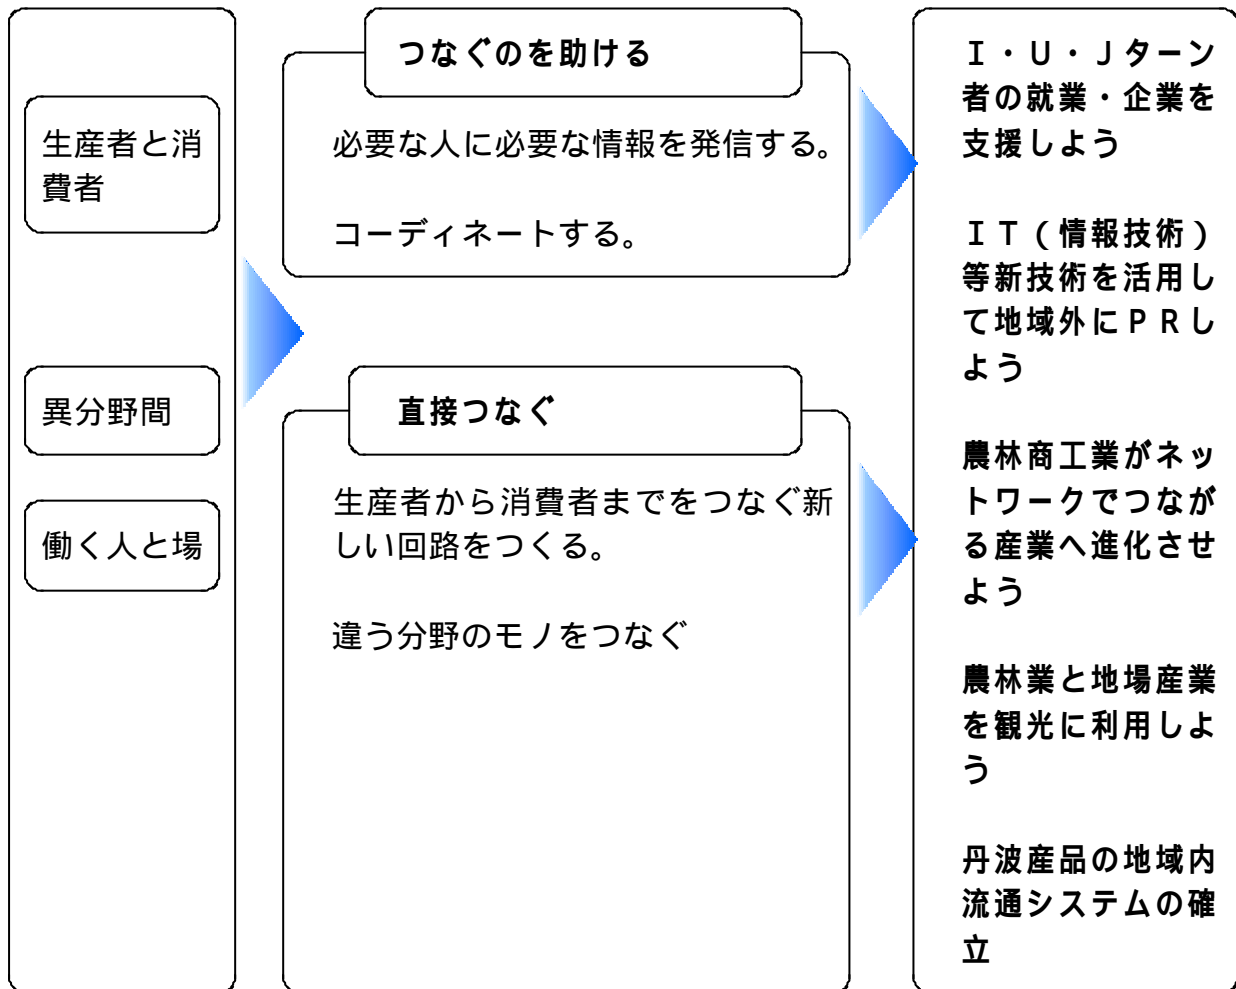 生産者と消
費者
異分野間
働く人と場
つなぐのを助ける
必要な人に必要な情報を発信する。
コーディネートする。
直接つなぐ
生産者から消費者までをつなぐ新
しい回路をつくる。
違う分野のモノをつなぐ
Ｉ・Ｕ・Ｊターン
者の就業・企業を
支援しよう
ＩＴ（情報技術）
等新技術を活用し
て地域外にＰＲし
よう
農林商工業がネッ
トワークでつなが
る産業へ進化させ
よう
農林業と地場産業
を観光に利用しよ
う
丹波産品の地域内
流通システムの確
立